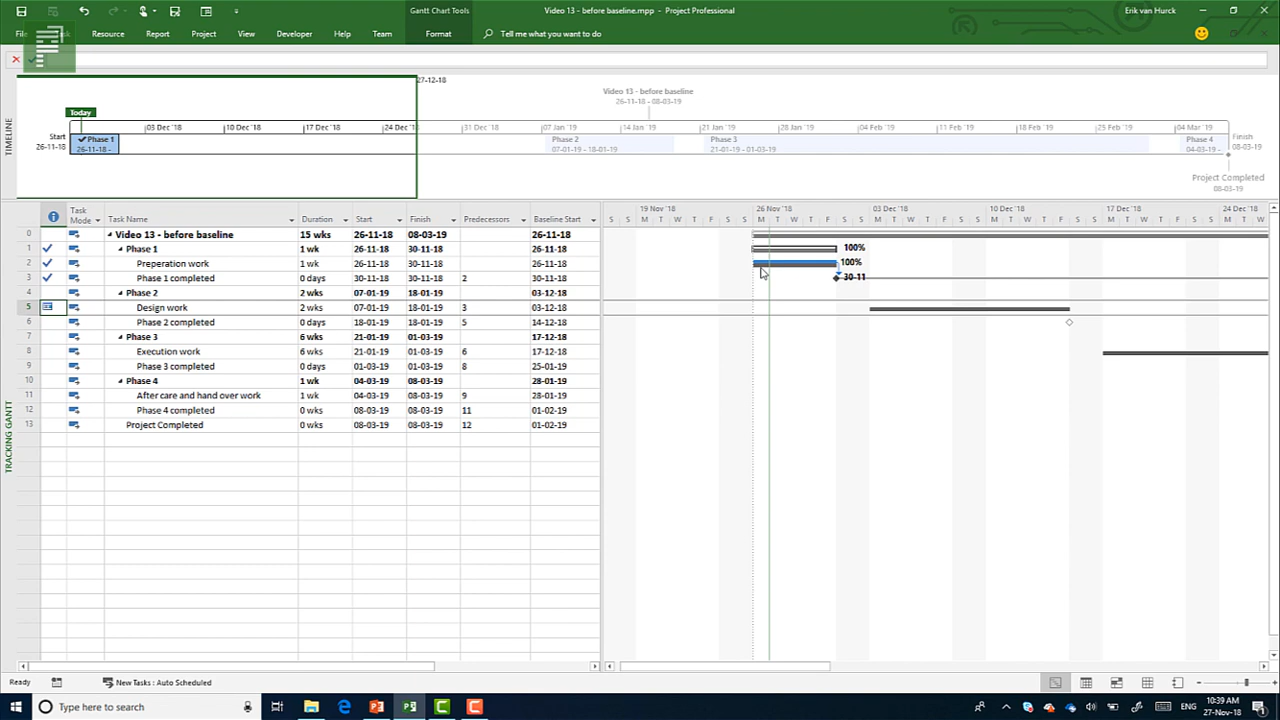 Gantt Chart Tools
Video 13 - before baseline.mpp - Project Professional
Erik van Hurck
Resource Report Project View Developer Help Team Format Tell me what you want to do
27-12-18
Video 13 - before baseline
26-11-18 - 08-03-19
Today
03 Dec '18 10 Dec '18 17 Dec '18 24 Dec '18 31 Dec '18 07 Jan '19 14 Jan '19 21 Jan '19 28 Jan '19 04 Feb '19 11 Feb '19 18 Feb '19 25 Feb '19 04 Mar '19
Start
26-11-18
Phase 1
26-11-18 -
Phase 2
07-01-19 - 18-01-19
Phase 3
21-01-19 - 01-03-19
Phase 4
04-03-19 -
Finish
08-03-19
Project Completed
08-03-19
TIMELINE
Task Mode Task Name Duration Start Finish Predecessors Baseline Start
19 Nov '18 26 Nov '18 03 Dec '18 10 Dec '18 17 Dec '18 24 Dec '18
S S M T W T F S S M T W T F S S M T W T F S S M T W T F S S M T W T F S S M T W
0 Video 13 - before baseline 15 wks 26-11-18 08-03-19 26-11-18
1 Phase 1 1 wk 26-11-18 30-11-18 26-11-18 100%
2 Preperation work 1 wk 26-11-18 30-11-18 26-11-18 100%
3 Phase 1 completed 0 days 30-11-18 30-11-18 2 30-11-18 30-11
4 Phase 2 2 wks 07-01-19 18-01-19 03-12-18
5 Design work 2 wks 07-01-19 18-01-19 3 03-12-18
6 Phase 2 completed 0 days 18-01-19 18-01-19 5 14-12-18
7 Phase 3 6 wks 21-01-19 01-03-19 17-12-18
8 Execution work 6 wks 21-01-19 01-03-19 6 17-12-18
9 Phase 3 completed 0 days 01-03-19 01-03-19 8 25-01-19
10 Phase 4 1 wk 04-03-19 08-03-19 28-01-19
11 After care and hand over work 1 wk 04-03-19 08-03-19 9 28-01-19
12 Phase 4 completed 0 wks 08-03-19 08-03-19 11 01-02-19
13 Project Completed 0 wks 08-03-19 08-03-19 12 01-02-19
TRACKING GANTT
Ready New Tasks : Auto Scheduled
Type here to search
ENG
10:39 AM
27-Nov-18
1